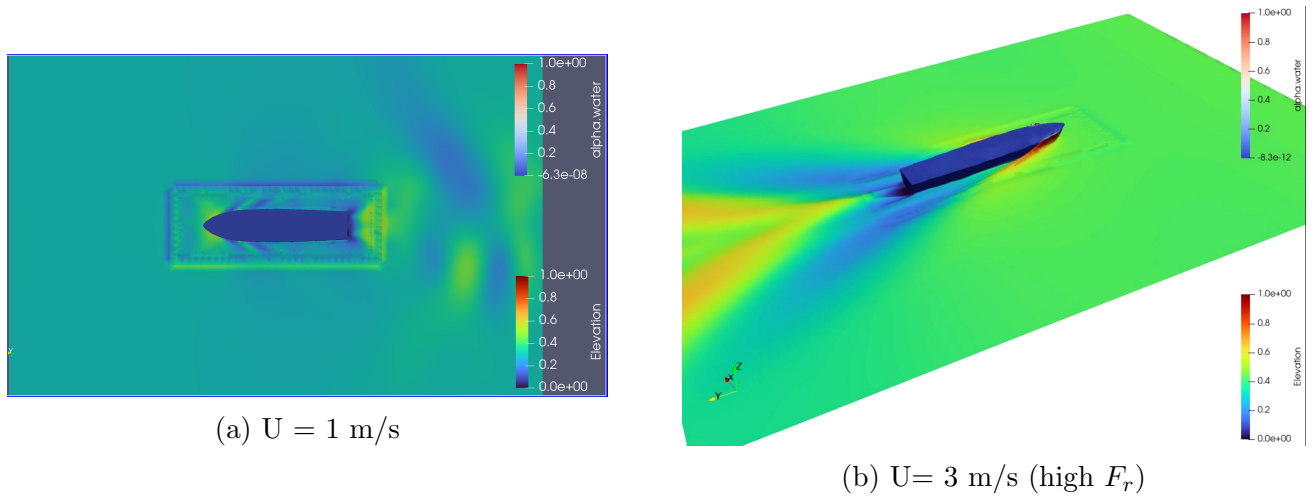 1.0e+00
0.8
0.6
0.4
0.2
-6.3e-08
alpha.water
1.0e+00
0.8
0.6
0.4
0.2
0.0e+00
Elevation
Y
(a) U = 1 m/s
1.0e+00
0.8
0.4
-0.2
-8.3e-12
alpha.water
1.0e+00
0.8
0.6
0.4
0.2
0.0e+00
Elevation
Z
X
Y
(b) U= 3 m/s (high F_r)